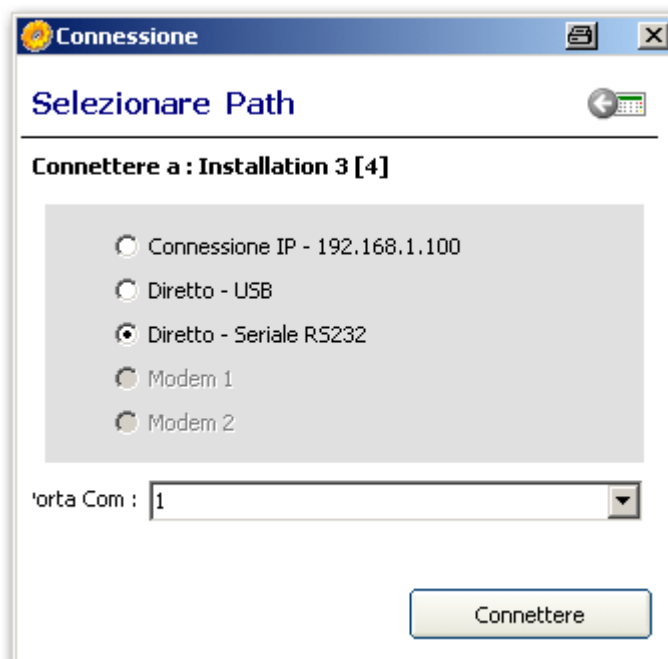 Connessione
Selezionare Path
Connettere a : Installation 3 [4]
Connessione IP - 192.168.1.100
Diretto - USB
Diretto - Seriale RS232
Modem 1
Modem 2
'orta Com : 1
Connettere